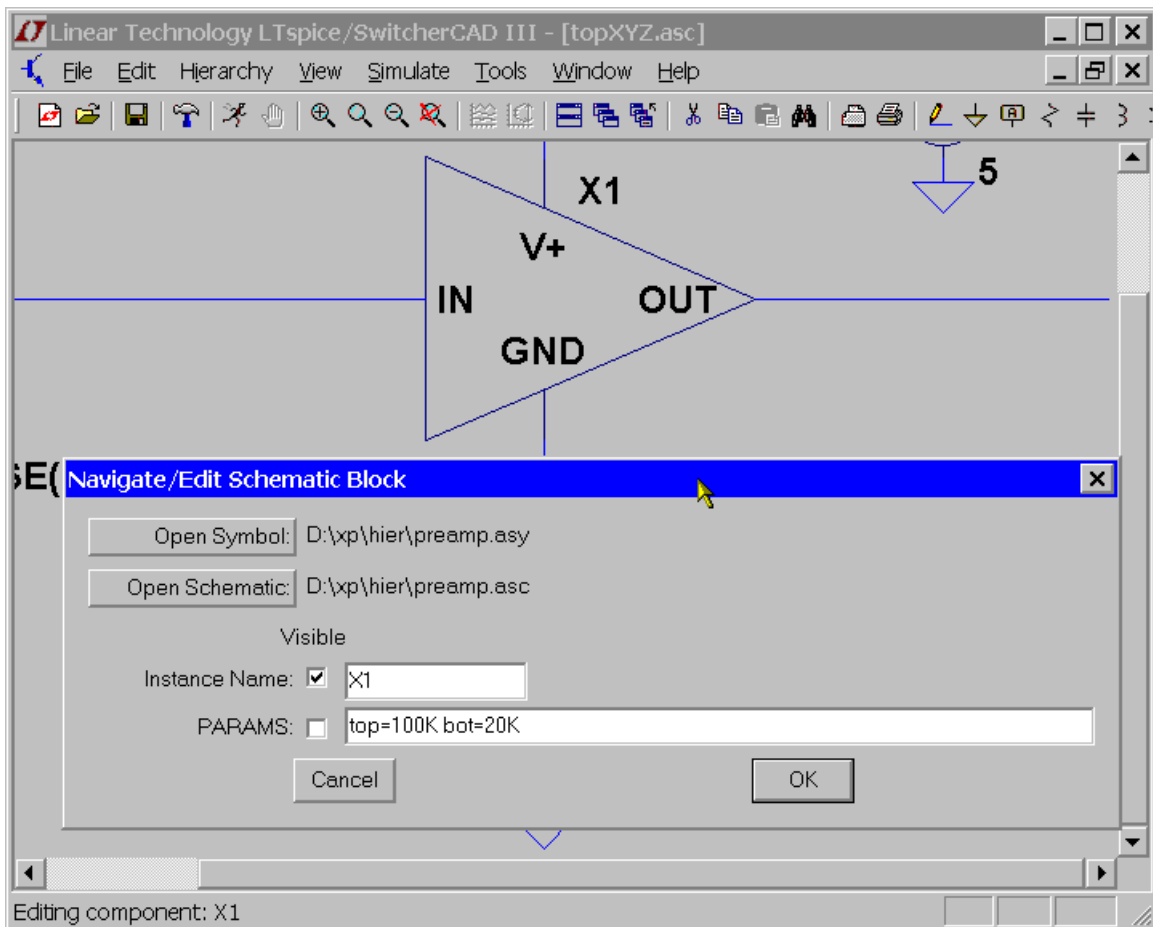 Linear Technology LTspice/SwitcherCAD III - [topXYZ.asc]
File Edit Hierarchy View Simulate Tools Window Help
X1
5
V+
IN
OUT
GND
SE(
Navigate/Edit Schematic Block
Open Symbol: D:\xp\hier\preamp.asy
Open Schematic: D:\xp\hier\preamp.asc
Visible
Instance Name: X1
PARAMS: top=100K bot=20K
Cancel OK
Editing component: X1